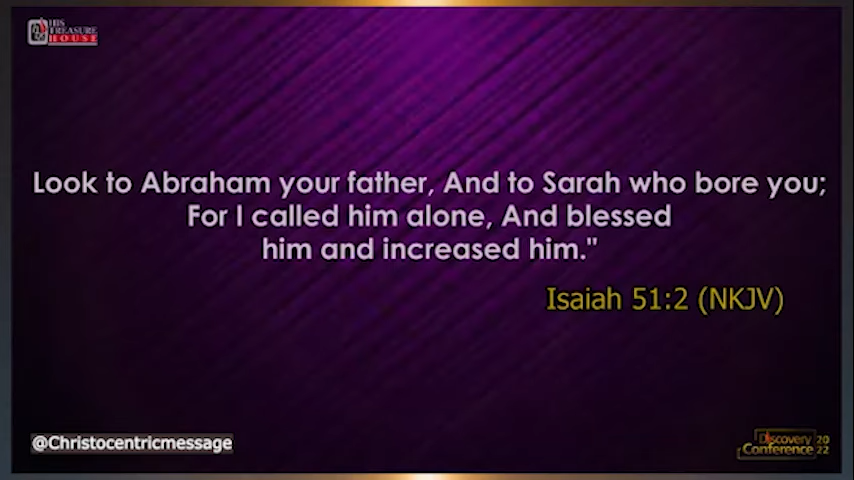 HIS
TREASURE
HOUSE
Look to Abraham your father, And to Sarah who bore you;
For I called him alone, And blessed
him and increased him."
Isaiah 51:2 (NKJV)
@Christocentricmessage
Discovery
Conference
20
22